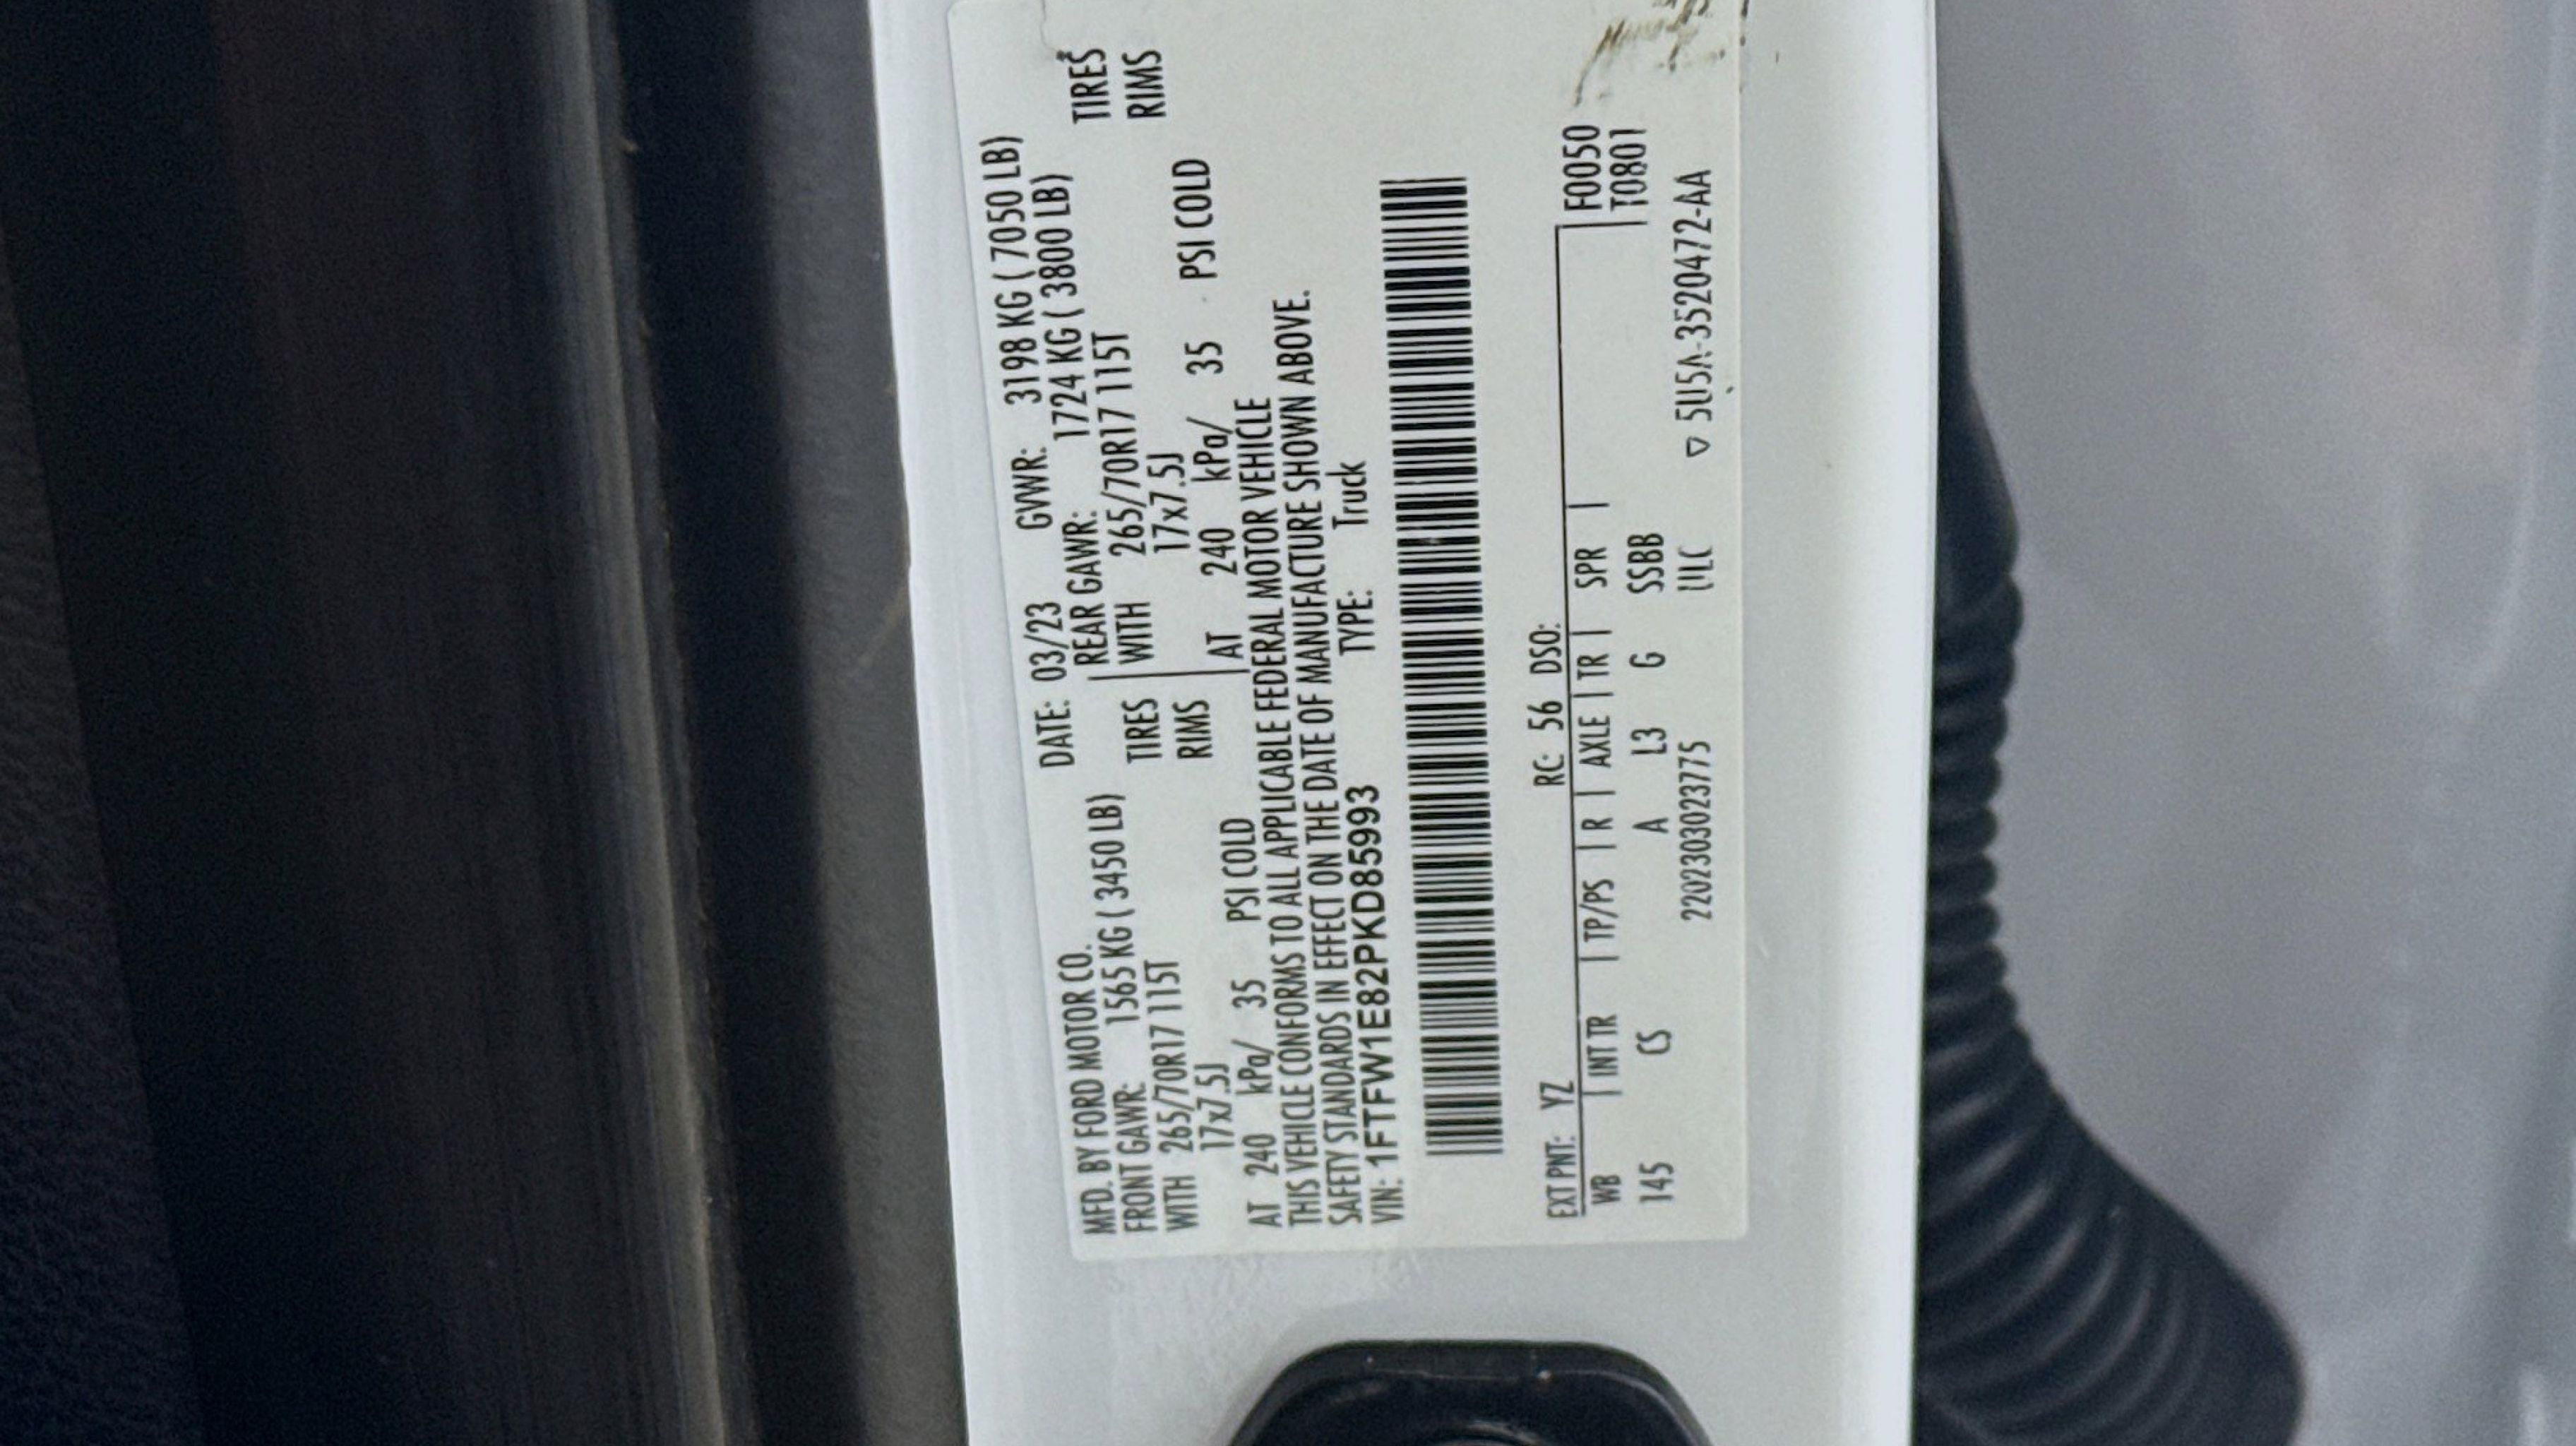 MFD. BY FORD MOTOR CO. DATE: 03/23 GVWR: 3198 KG ( 7050 LB)
FRONT GAWR: 1565 KG ( 3450 LB) REAR GAWR: 1724 KG ( 3800 LB)
WITH 265/70R17 115T TIRES WITH 265/70R17 115T TIRES
17x7.5J RIMS 17x7.5J RIMS
AT 240 kPa/ 35 PSI COLD AT 240 kPa/ 35 PSI COLD
THIS VEHICLE CONFORMS TO ALL APPLICABLE FEDERAL MOTOR VEHICLE
SAFETY STANDARDS IN EFFECT ON THE DATE OF MANUFACTURE SHOWN ABOVE.
VIN: 1FTFW1E82PKD85993 TYPE: Truck
EXT PNT: YZ RC: 56 DSO:
WB | INT TR | TP/PS | R | AXLE | TR | SPR | F0050
145 CS A L3 G SSBB T0801
2202303023775 ▽ 5U5A-3520472-AA